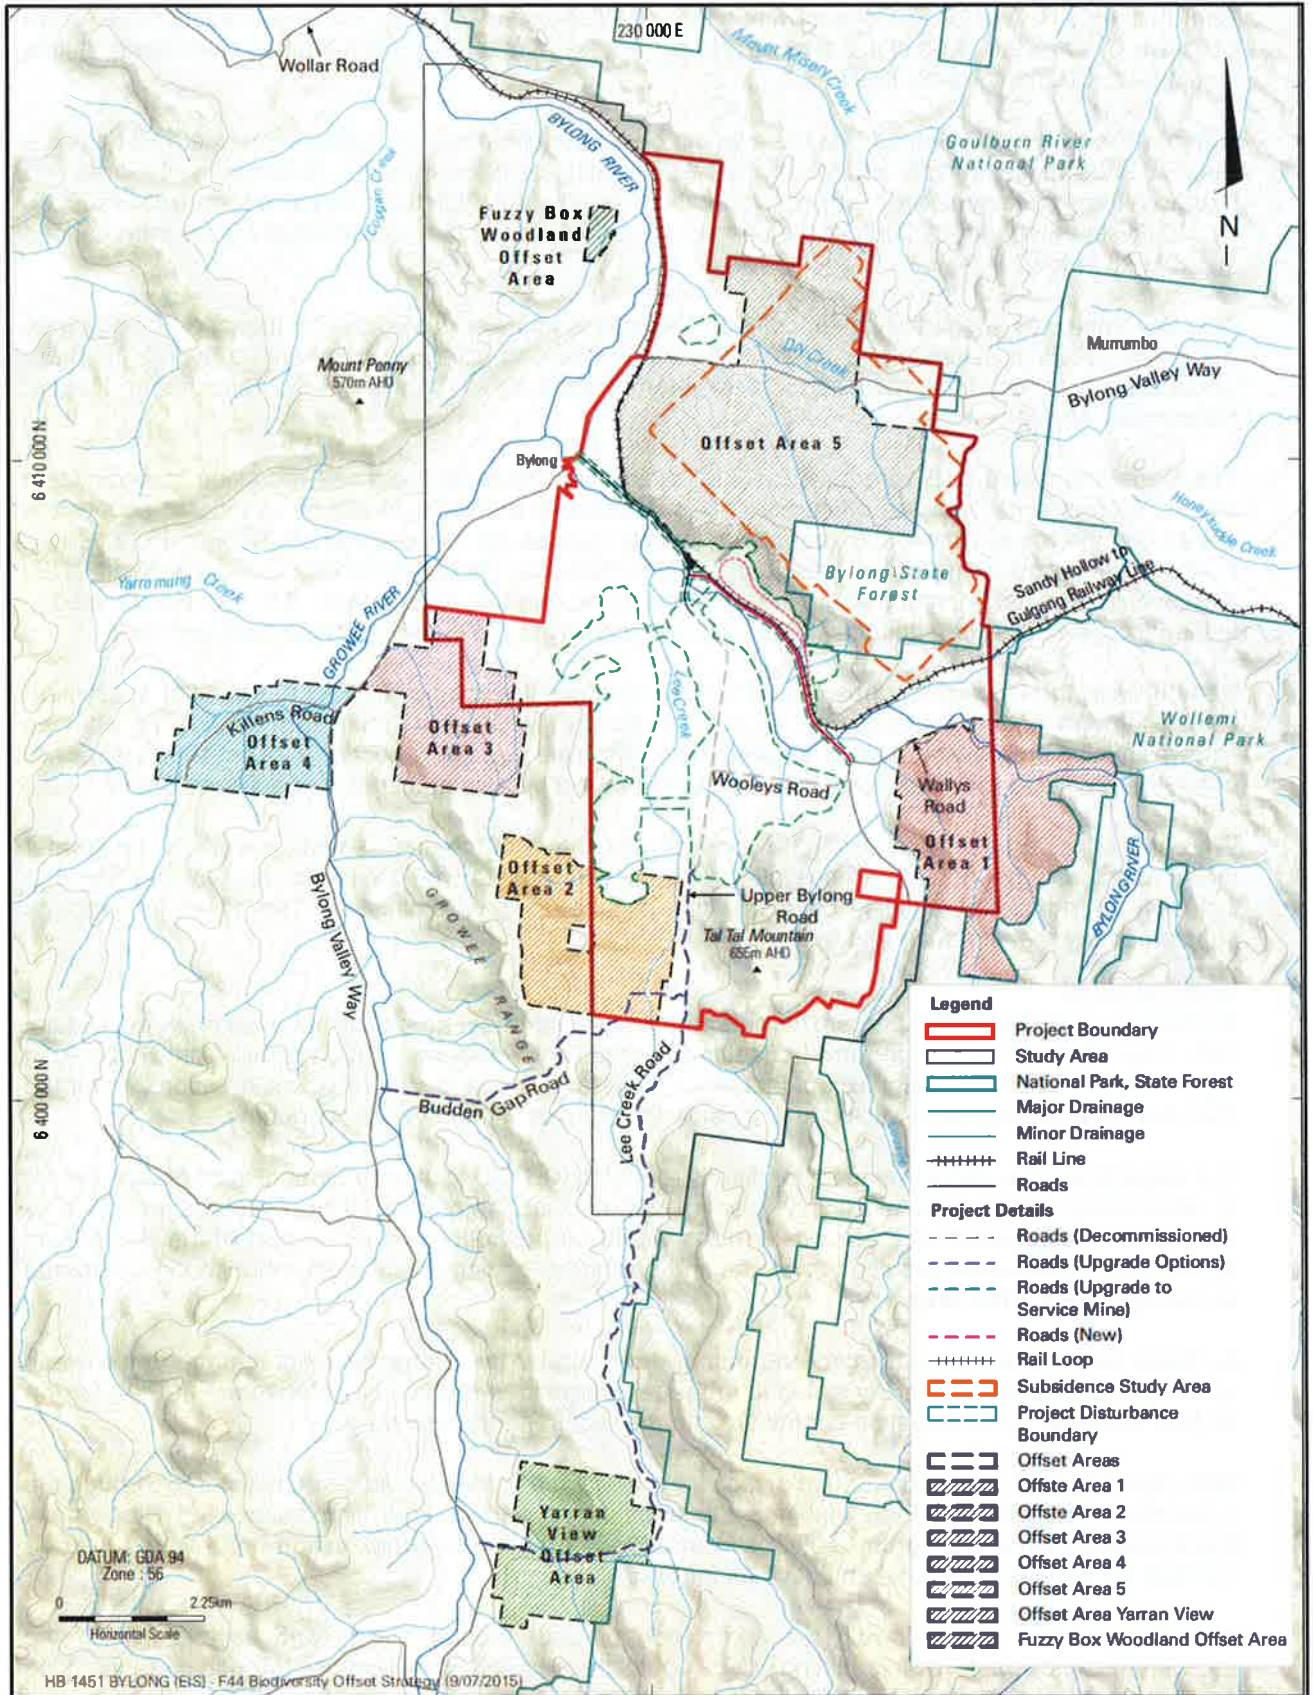 230 000 E
Wollar Road
Mount Misery Creek
Goulburn River
National Park
N
BYLONG RIVER
Coggan Creek
Fuzzy Box
Woodland
Offset
Area
Mount Penny
570m AHD
Dry Creek
Murrumbo
Bylong Valley Way
Offset Area 5
6 410 000 N
Bylong
Honeysuckle Creek
Yarramung Creek
GROWEE RIVER
Bylong State
Forest
Sandy Hollow to
Gulgong Railway Line
Lee Creek
Wollemi
National Park
Killens Road
Offset
Area 4
Offset
Area 3
Wooleys Road
Wallys
Road
Offset
Area 1
BYLONG RIVER
Offset
Area 2
Upper Bylong
Road
Tal Tal Mountain
655m AHD
GROWEE RANGE
Bylong Valley Way
6 400 000 N
Budden Gap Road
Lee Creek Road
Yarran
View
Offset
Area
Legend
Project Boundary
Study Area
National Park, State Forest
Major Drainage
Minor Drainage
Rail Line
Roads
Project Details
Roads (Decommissioned)
Roads (Upgrade Options)
Roads (Upgrade to
Service Mine)
Roads (New)
Rail Loop
Subsidence Study Area
Project Disturbance
Boundary
Offset Areas
Offste Area 1
Offste Area 2
Offset Area 3
Offset Area 4
Offset Area 5
Offset Area Yarran View
Fuzzy Box Woodland Offset Area
DATUM: GDA 94
Zone : 56
0 2.25km
Horizontal Scale
HB 1451 BYLONG (EIS) - F44 Biodiversity Offset Strategy (9/07/2015)